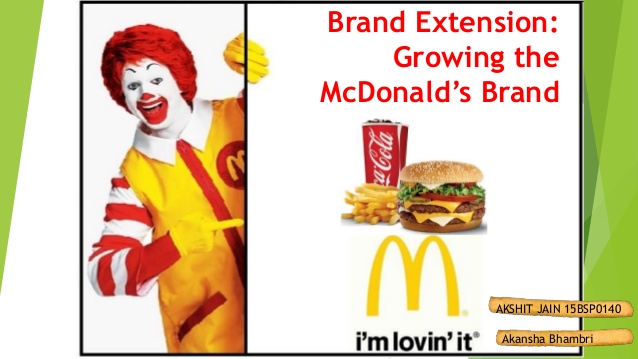 Brand Extension:
Growing the
McDonald's Brand
Coca-Cola
i'm lovin' it®
AKSHIT JAIN 15BSP0140
Akansha Bhambri